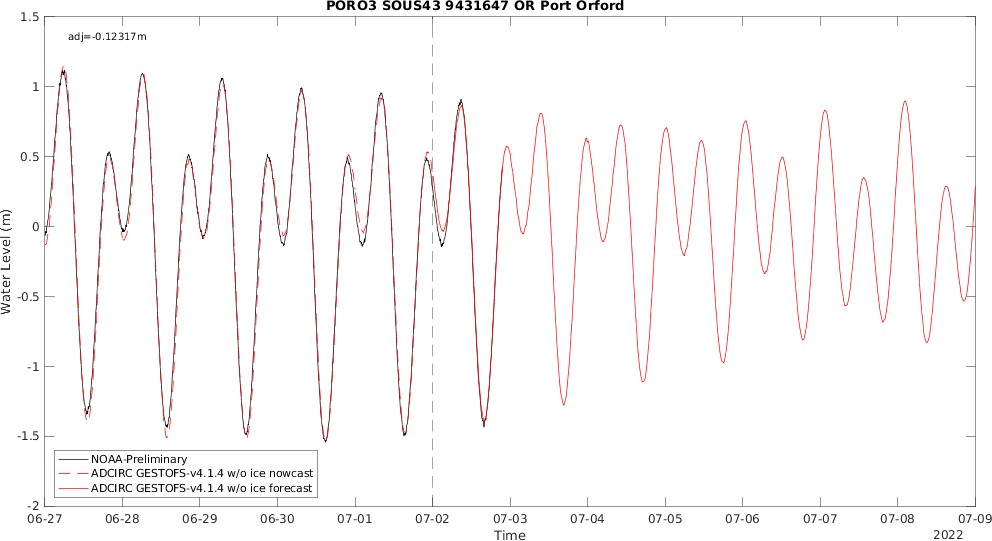 PORO3 SOUS43 9431647 OR Port Orford
adj=-0.12317m
1.5
1
0.5
0
-0.5
-1
-1.5
-2
Water Level (m)
NOAA-Preliminary
ADCIRC GESTOFS-v4.1.4 w/o ice nowcast
ADCIRC GESTOFS-v4.1.4 w/o ice forecast
06-27 06-28 06-29 06-30 07-01 07-02 07-03 07-04 07-05 07-06 07-07 07-08 07-09
Time
2022